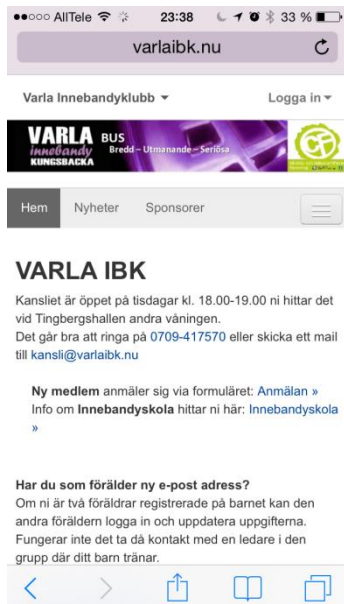 AllTele 23:38 33 %
varlaibk.nu
Varla Innebandyklubb Logga in
VARLA BUS
innebandy Bredd – Utmanande – Seriösa
KUNGSBACKA
CF
Hem Nyheter Sponsorer
VARLA IBK
Kansliet är öppet på tisdagar kl. 18.00-19.00 ni hittar det
vid Tingbergshallen andra våningen.
Det går bra att ringa på 0709-417570 eller skicka ett mail
till kansli@varlaibk.nu
Ny medlem anmäler sig via formuläret: Anmälan »
Info om Innebandyskola hittar ni här: Innebandyskola
»
Har du som förälder ny e-post adress?
Om ni är två föräldrar registrerade på barnet kan den
andra föräldern logga in och uppdatera uppgifterna.
Fungerar inte det ta då kontakt med en ledare i den
grupp där ditt barn tränar.